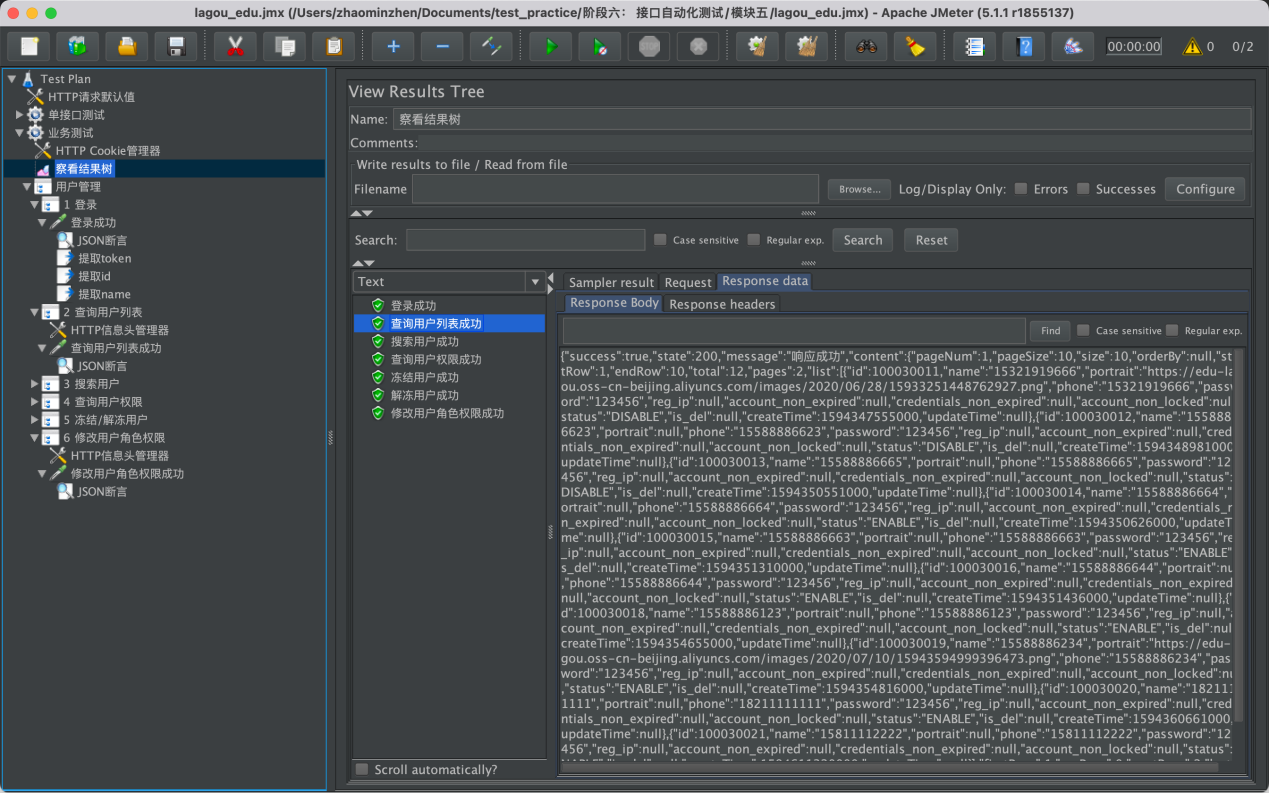 lagou_edu.jmx (/Users/zhaominzhen/Documents/test_practice/阶段六： 接口自动化测试/模块五/lagou_edu.jmx) - Apache JMeter (5.1.1 r1855137)
STOP
00:00:00
0
0/2
Test Plan
HTTP请求默认值
单接口测试
业务测试
HTTP Cookie管理器
察看结果树
用户管理
1 登录
登录成功
JSON断言
提取token
提取id
提取name
2 查询用户列表
HTTP信息头管理器
查询用户列表成功
JSON断言
3 搜索用户
4 查询用户权限
5 冻结/解冻用户
6 修改用户角色权限
HTTP信息头管理器
修改用户角色权限成功
JSON断言
View Results Tree
Name: 察看结果树
Comments:
Write results to file / Read from file
Filename Browse... Log/Display Only: Errors Successes Configure
Search: Case sensitive Regular exp. Search Reset
Text
登录成功
查询用户列表成功
搜索用户成功
查询用户权限成功
冻结用户成功
解冻用户成功
修改用户角色权限成功
Scroll automatically?
Sampler result Request Response data
Response Body Response headers
Find Case sensitive Regular exp.
{"success":true,"state":200,"message":"响应成功","content":{"pageNum":1,"pageSize":10,"size":10,"orderBy":null,"st
tRow":1,"endRow":10,"total":12,"pages":2,"list":[{"id":100030011,"name":"15321919666","portrait":"https://edu-la
ou.oss-cn-beijing.aliyuncs.com/images/2020/06/28/15933251448762927.png","phone":"15321919666","passw
word":"123456","reg_ip":null,"account_non_expired":null,"credentials_non_expired":null,"account_non_locked":null
status":"DISABLE","is_del":null,"createTime":1594347555000,"updateTime":null},{"id":100030012,"name":"155888
6623","portrait":null,"phone":"15588886623","password":"123456","reg_ip":null,"account_non_expired":null,"cred
ntials_non_expired":null,"account_non_locked":null,"status":"DISABLE","is_del":null,"createTime":1594348981000
updateTime":null},{"id":100030013,"name":"15588886665","portrait":null,"phone":"15588886665","password":"12
456","reg_ip":null,"account_non_expired":null,"credentials_non_expired":null,"account_non_locked":null,"status":
DISABLE","is_del":null,"createTime":1594350551000,"updateTime":null},{"id":100030014,"name":"15588886664","
ortrait":null,"phone":"15588886664","password":"123456","reg_ip":null,"account_non_expired":null,"credentials_r
n_expired":null,"account_non_locked":null,"status":"ENABLE","is_del":null,"createTime":1594350626000,"updateT
me":null},{"id":100030015,"name":"15588886663","portrait":null,"phone":"15588886663","password":"123456","re
_ip":null,"account_non_expired":null,"credentials_non_expired":null,"account_non_locked":null,"status":"ENABLE"
is_del":null,"createTime":1594351310000,"updateTime":null},{"id":100030016,"name":"15588886644","portrait":nu
,"phone":"15588886644","password":"123456","reg_ip":null,"account_non_expired":null,"credentials_non_expired
null,"account_non_locked":null,"status":"ENABLE","is_del":null,"createTime":1594351436000,"updateTime":null},{"
d":100030018,"name":"15588886123","portrait":null,"phone":"15588886123","password":"123456","reg_ip":null,"
count_non_expired":null,"credentials_non_expired":null,"account_non_locked":null,"status":"ENABLE","is_del":nul
createTime":1594354655000,"updateTime":null},{"id":100030019,"name":"15588886234","portrait":"https://edu-
gou.oss-cn-beijing.aliyuncs.com/images/2020/07/10/15943594999396473.png","phone":"15588886234","pas
word":"123456","reg_ip":null,"account_non_expired":null,"credentials_non_expired":null,"account_non_locked":null
,"status":"ENABLE","is_del":null,"createTime":1594354816000,"updateTime":null},{"id":100030020,"name":"18211
1111","portrait":null,"phone":"18211111111","password":"123456","reg_ip":null,"account_non_expired":null,"cred
ntials_non_expired":null,"account_non_locked":null,"status":"ENABLE","is_del":null,"createTime":1594360661000,
updateTime":null},{"id":100030021,"name":"15811112222","portrait":null,"phone":"15811112222","password":"12
456","reg_ip":null,"account_non_expired":null,"credentials_non_expired":null,"account_non_locked":null,"status":